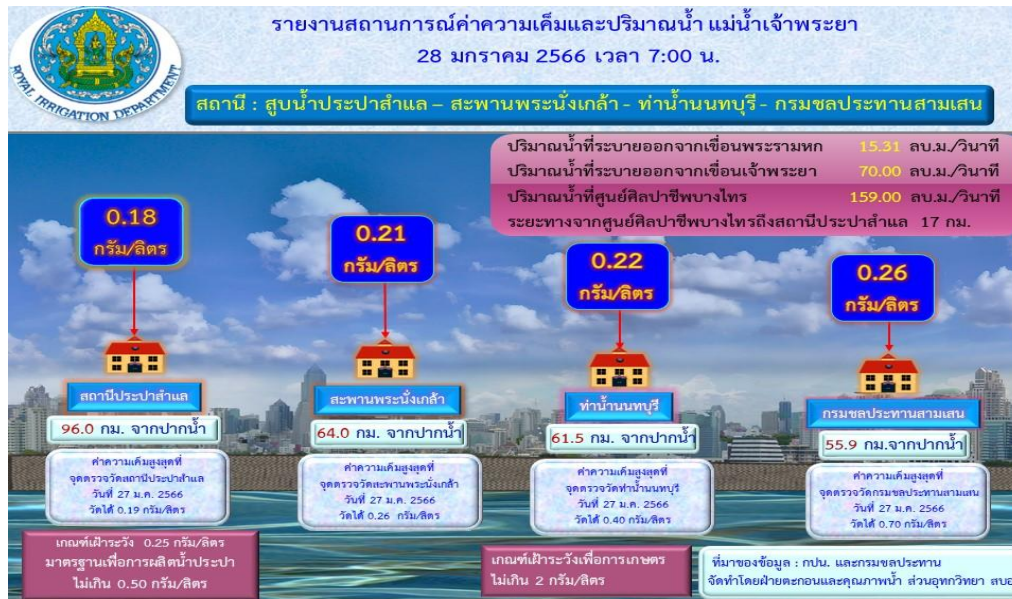 รายงานสถานการณ์ค่าความเค็มและปริมาณน้ำ แม่น้ำเจ้าพระยา
28 มกราคม 2566 เวลา 7:00 น.
ROYAL IRRIGATION DEPARTMENT
สถานี : สูบน้ำประปาสำแล – สะพานพระนั่งเกล้า - ท่าน้ำนนทบุรี - กรมชลประทานสามเสน
ปริมาณน้ำที่ระบายออกจากเขื่อนพระรามหก 15.31 ลบ.ม./วินาที
ปริมาณน้ำที่ระบายออกจากเขื่อนเจ้าพระยา 70.00 ลบ.ม./วินาที
ปริมาณน้ำที่ศูนย์ศิลปาชีพบางไทร 159.00 ลบ.ม./วินาที
ระยะทางจากศูนย์ศิลปาชีพบางไทรถึงสถานีประปาสำแล 17 กม.
0.18
กรัม/ลิตร
สถานีประปาสำแล
96.0 กม. จากปากน้ำ
ค่าความเค็มสูงสุดที่
จุดตรวจวัดสถานีประปาสำแล
วันที่ 27 ม.ค. 2566
วัดได้ 0.19 กรัม/ลิตร
0.21
กรัม/ลิตร
สะพานพระนั่งเกล้า
64.0 กม. จากปากน้ำ
ค่าความเค็มสูงสุดที่
จุดตรวจวัดสะพานพระนั่งเกล้า
วันที่ 27 ม.ค. 2566
วัดได้ 0.26 กรัม/ลิตร
0.22
กรัม/ลิตร
ท่าน้ำนนทบุรี
61.5 กม. จากปากน้ำ
ค่าความเค็มสูงสุดที่
จุดตรวจวัดท่าน้ำนนทบุรี
วันที่ 27 ม.ค. 2566
วัดได้ 0.40 กรัม/ลิตร
0.26
กรัม/ลิตร
กรมชลประทานสามเสน
55.9 กม.จากปากน้ำ
ค่าความเค็มสูงสุดที่
จุดตรวจวัดกรมชลประทานสามเสน
วันที่ 27 ม.ค. 2566
วัดได้ 0.70 กรัม/ลิตร
เกณฑ์เฝ้าระวัง 0.25 กรัม/ลิตร
มาตรฐานเพื่อการผลิตน้ำประปา
ไม่เกิน 0.50 กรัม/ลิตร
เกณฑ์เฝ้าระวังเพื่อการเกษตร
ไม่เกิน 2 กรัม/ลิตร
ที่มาของข้อมูล : กปน. และกรมชลประทาน
จัดทำโดยฝ่ายตะกอนและคุณภาพน้ำ ส่วนอุทกวิทยา สบอ